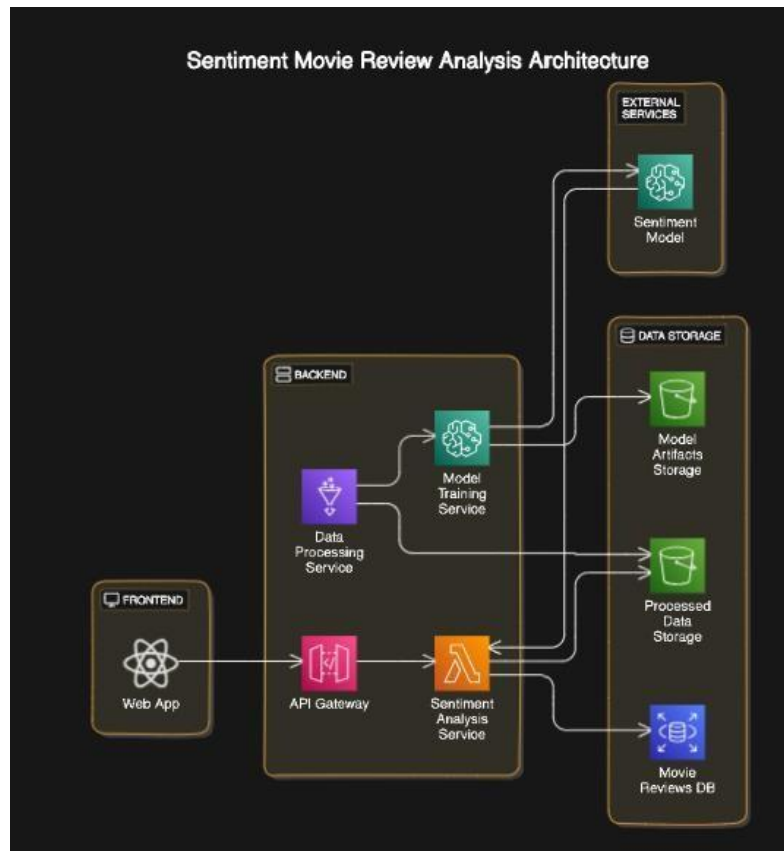 Sentiment Movie Review Analysis Architecture
EXTERNAL
SERVICES
Sentiment
Model
DATA STORAGE
BACKEND
Model
Artifacts
Storage
Model
Training
Service
Data
Processing
Service
Processed
Data
Storage
FRONTEND
Web App
API Gateway
Sentiment
Analysis
Service
Movie
Reviews DB